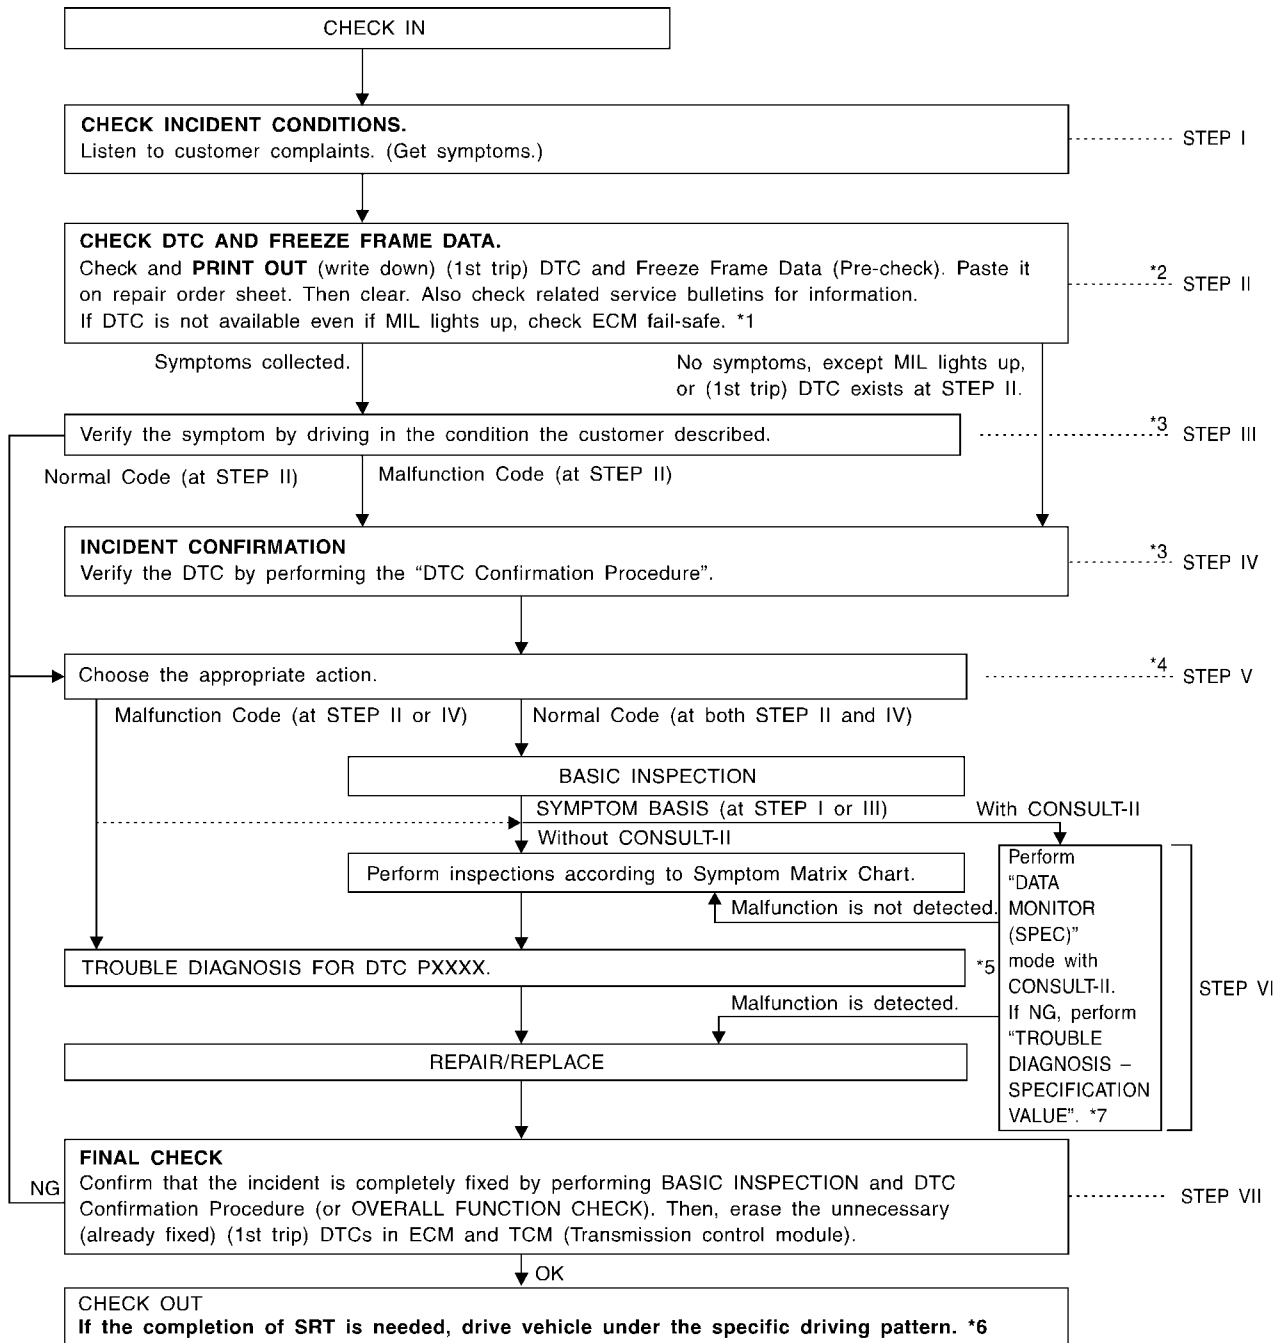 CHECK IN
CHECK INCIDENT CONDITIONS.
Listen to customer complaints. (Get symptoms.)
STEP I
CHECK DTC AND FREEZE FRAME DATA.
Check and PRINT OUT (write down) (1st trip) DTC and Freeze Frame Data (Pre-check). Paste it
on repair order sheet. Then clear. Also check related service bulletins for information.
If DTC is not available even if MIL lights up, check ECM fail-safe. *1
*2
STEP II
Symptoms collected.
No symptoms, except MIL lights up,
or (1st trip) DTC exists at STEP II.
Verify the symptom by driving in the condition the customer described.
*3
STEP III
Normal Code (at STEP II)
Malfunction Code (at STEP II)
INCIDENT CONFIRMATION
Verify the DTC by performing the “DTC Confirmation Procedure”.
*3
STEP IV
Choose the appropriate action.
*4
STEP V
Malfunction Code (at STEP II or IV)
Normal Code (at both STEP II and IV)
BASIC INSPECTION
SYMPTOM BASIS (at STEP I or III)
With CONSULT-II
Without CONSULT-II
Perform inspections according to Symptom Matrix Chart.
Perform
“DATA
MONITOR
(SPEC)”
mode with
CONSULT-II.
If NG, perform
“TROUBLE
DIAGNOSIS –
SPECIFICATION
VALUE”. *7
STEP VI
Malfunction is not detected.
TROUBLE DIAGNOSIS FOR DTC PXXXX.
*5
Malfunction is detected.
REPAIR/REPLACE
FINAL CHECK
Confirm that the incident is completely fixed by performing BASIC INSPECTION and DTC
Confirmation Procedure (or OVERALL FUNCTION CHECK). Then, erase the unnecessary
(already fixed) (1st trip) DTCs in ECM and TCM (Transmission control module).
NG
STEP VII
OK
CHECK OUT
If the completion of SRT is needed, drive vehicle under the specific driving pattern. *6